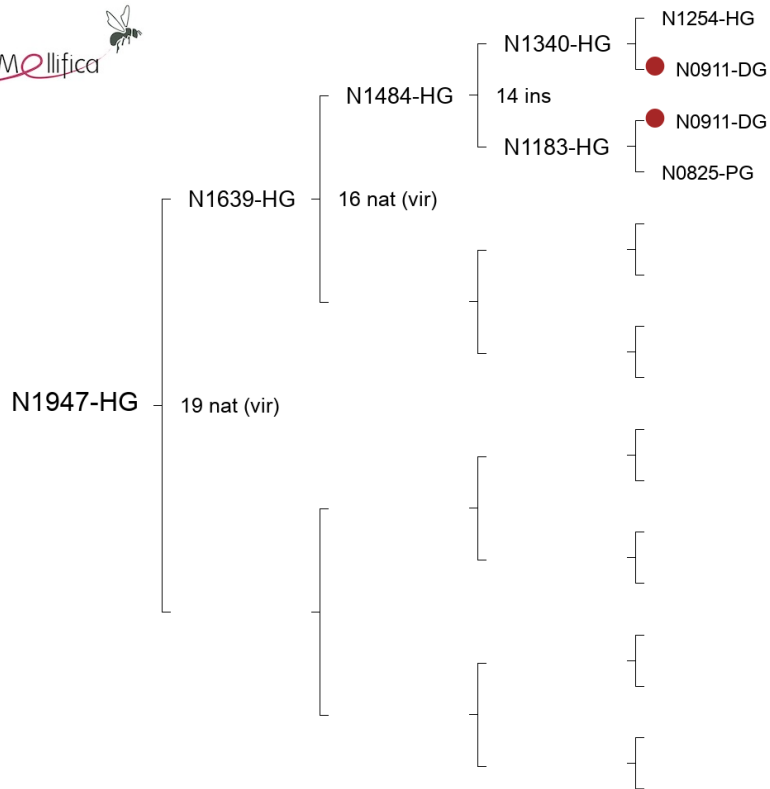 Mellifica
N1254-HG
N1340-HG
N0911-DG
N1484-HG
14 ins
N0911-DG
N1183-HG
N0825-PG
N1639-HG
16 nat (vir)
N1947-HG
19 nat (vir)